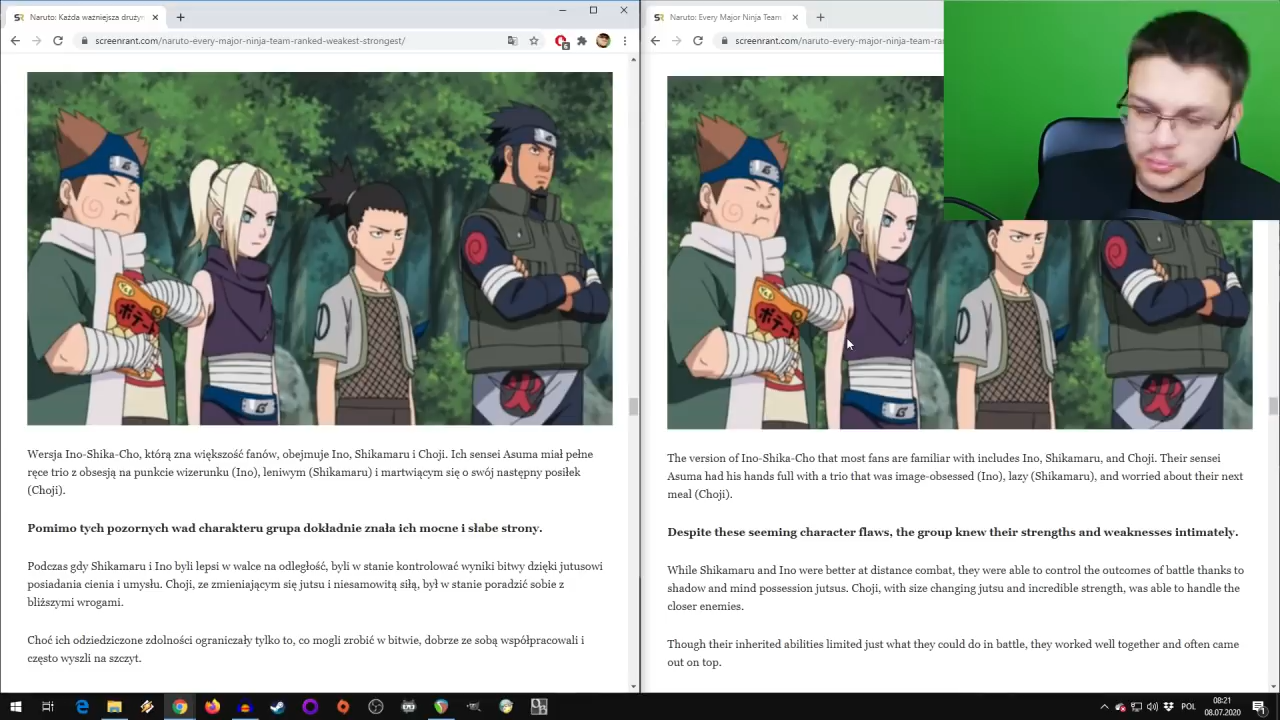 Naruto: Każda ważniejsza drużyn
screenrant.com/naruto-every-major-ninja-team-ranked-weakest-strongest/
6
ポテート
Wersja Ino-Shika-Cho, którą zna większość fanów, obejmuje Ino, Shikamaru i Choji. Ich sensei Asuma miał pełne
ręce trio z obsesją na punkcie wizerunku (Ino), leniwym (Shikamaru) i martwiącym się o swój następny posiłek
(Choji).
Pomimo tych pozornych wad charakteru grupa dokładnie znała ich mocne i słabe strony.
Podczas gdy Shikamaru i Ino byli lepsi w walce na odległość, byli w stanie kontrolować wyniki bitwy dzięki jutusowi
posiadania cienia i umysłu. Choji, ze zmieniającym się jutsu i niesamowitą siłą, był w stanie poradzić sobie z
bliższymi wrogami.
Choć ich odziedziczone zdolności ograniczały tylko to, co mogli zrobić w bitwie, dobrze ze sobą współpracowali i
często wyszli na szczyt.
Naruto: Every Major Ninja Team
screenrant.com/naruto-every-major-ninja-team-ra
ポテート
The version of Ino-Shika-Cho that most fans are familiar with includes Ino, Shikamaru, and Choji. Their sensei
Asuma had his hands full with a trio that was image-obsessed (Ino), lazy (Shikamaru), and worried about their next
meal (Choji).
Despite these seeming character flaws, the group knew their strengths and weaknesses intimately.
While Shikamaru and Ino were better at distance combat, they were able to control the outcomes of battle thanks to
shadow and mind possession jutsus. Choji, with size changing jutsu and incredible strength, was able to handle the
closer enemies.
Though their inherited abilities limited just what they could do in battle, they worked well together and often came
out on top.
POL
08:21
08.07.2020